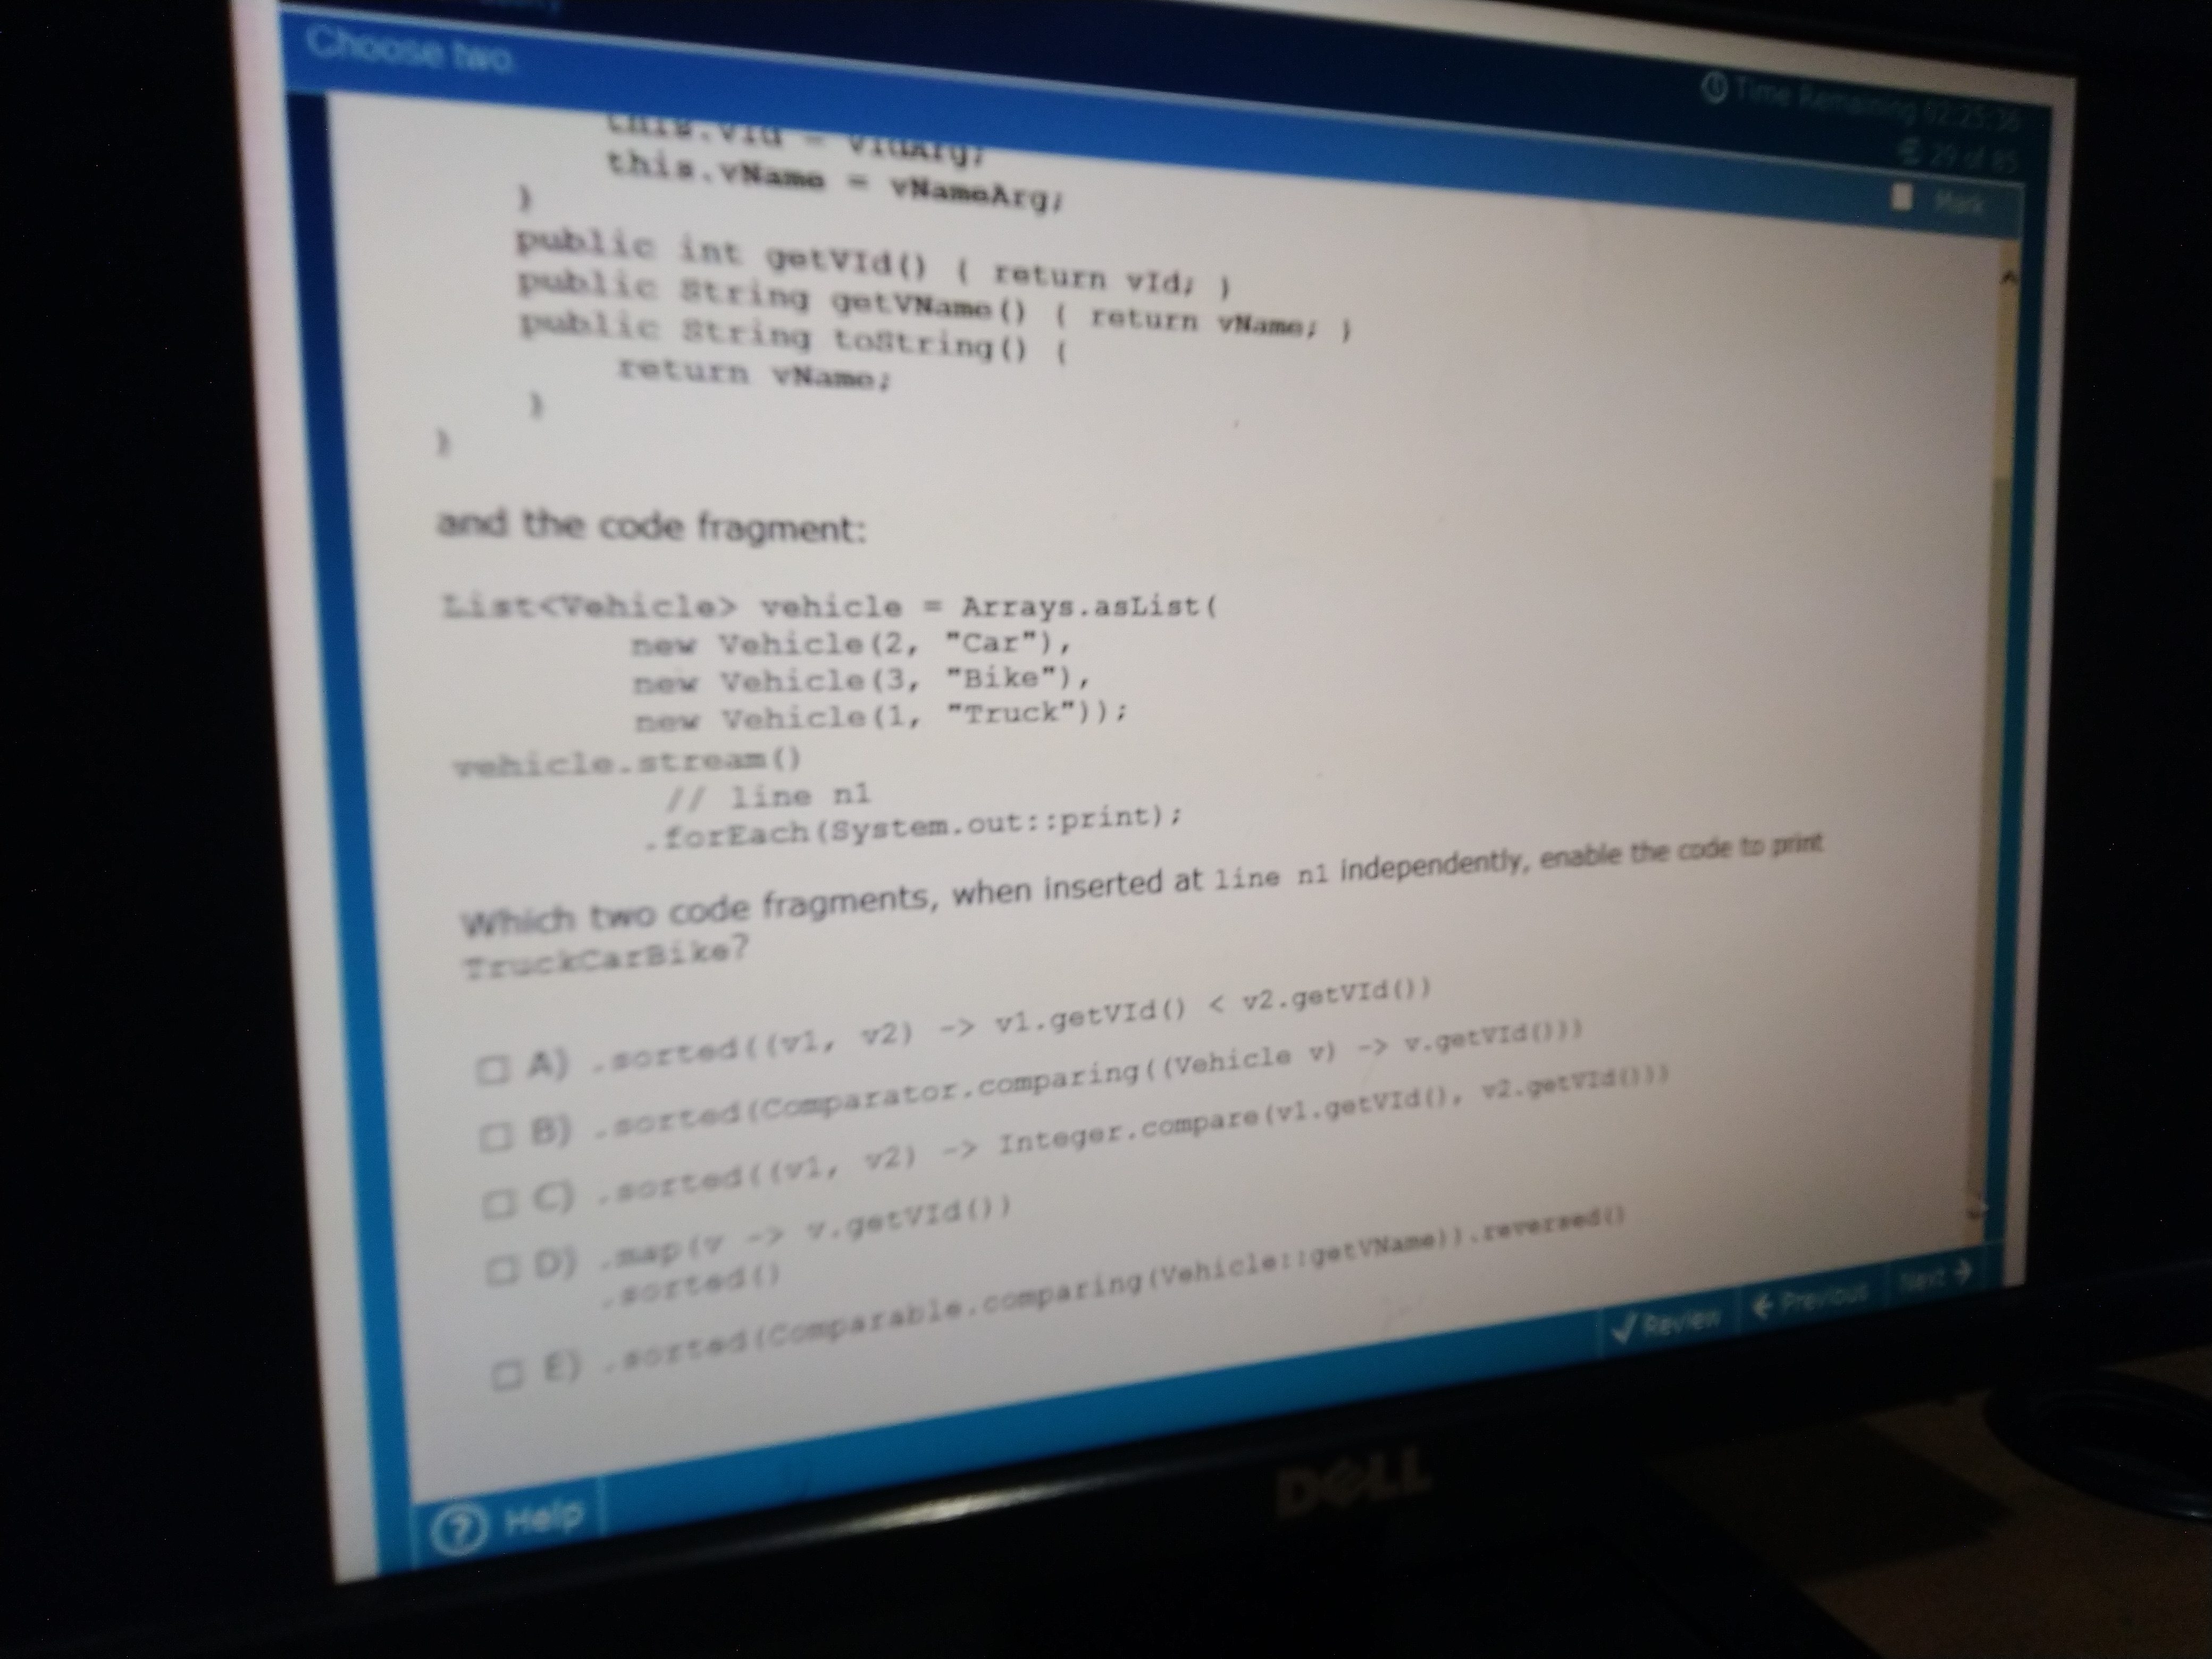 Choose two.
Time Remaining 02:25:36
29 of 85
Mark
this.vId = vIdArg;
this.vName = vNameArg;
}
public int getVId() { return vId; }
public String getVName() { return vName; }
public String toString() {
return vName;
}
}
and the code fragment:
List<Vehicle> vehicle = Arrays.asList(
new Vehicle(2, "Car"),
new Vehicle(3, "Bike"),
new Vehicle(1, "Truck"));
vehicle.stream()
// line n1
.forEach(System.out::print);
Which two code fragments, when inserted at line n1 independently, enable the code to print
TruckCarBike?
A) .sorted((v1, v2) -> v1.getVId() < v2.getVId())
B) .sorted(Comparator.comparing((Vehicle v) -> v.getVId()))
C) .sorted((v1, v2) -> Integer.compare(v1.getVId(), v2.getVId()))
D) .map(v -> v.getVId())
.sorted()
E) .sorted(Comparable.comparing(Vehicle::getVName)).reversed()
Review
Previous
Next
Help
DELL